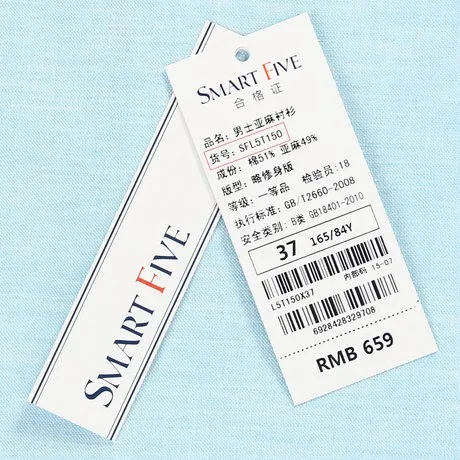 SMART FIVE
SMART FIVE
合格证
品名: 男士亚麻衬衫
货号: SFL5T150
成份: 棉51% 亚麻49%
版型: 略修身版
等级: 一等品 检验员:18
执行标准: GB/T2660-2008
安全类别: B类 GB18401-2010
37 165/84Y
L5T150X37 内部码 15-07
6928428329708
RMB 659